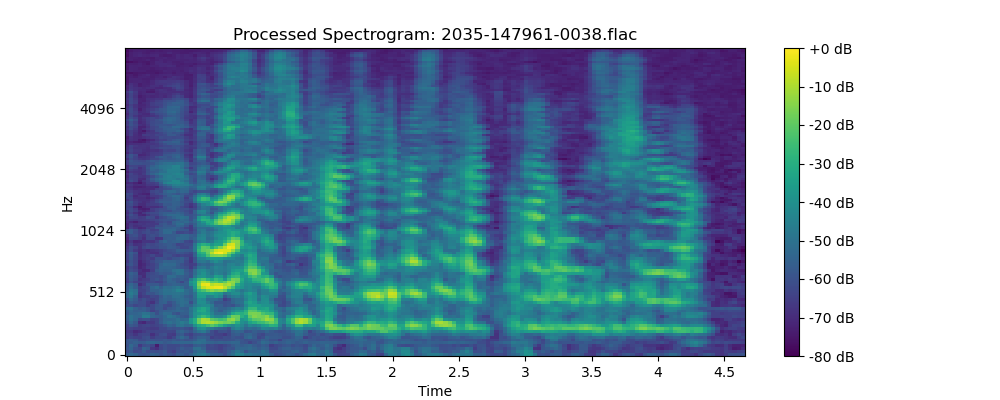 Processed Spectrogram: 2035-147961-0038.flac
Hz
4096
2048
1024
512
0
0 0.5 1 1.5 2 2.5 3 3.5 4 4.5
Time
+0 dB
-10 dB
-20 dB
-30 dB
-40 dB
-50 dB
-60 dB
-70 dB
-80 dB